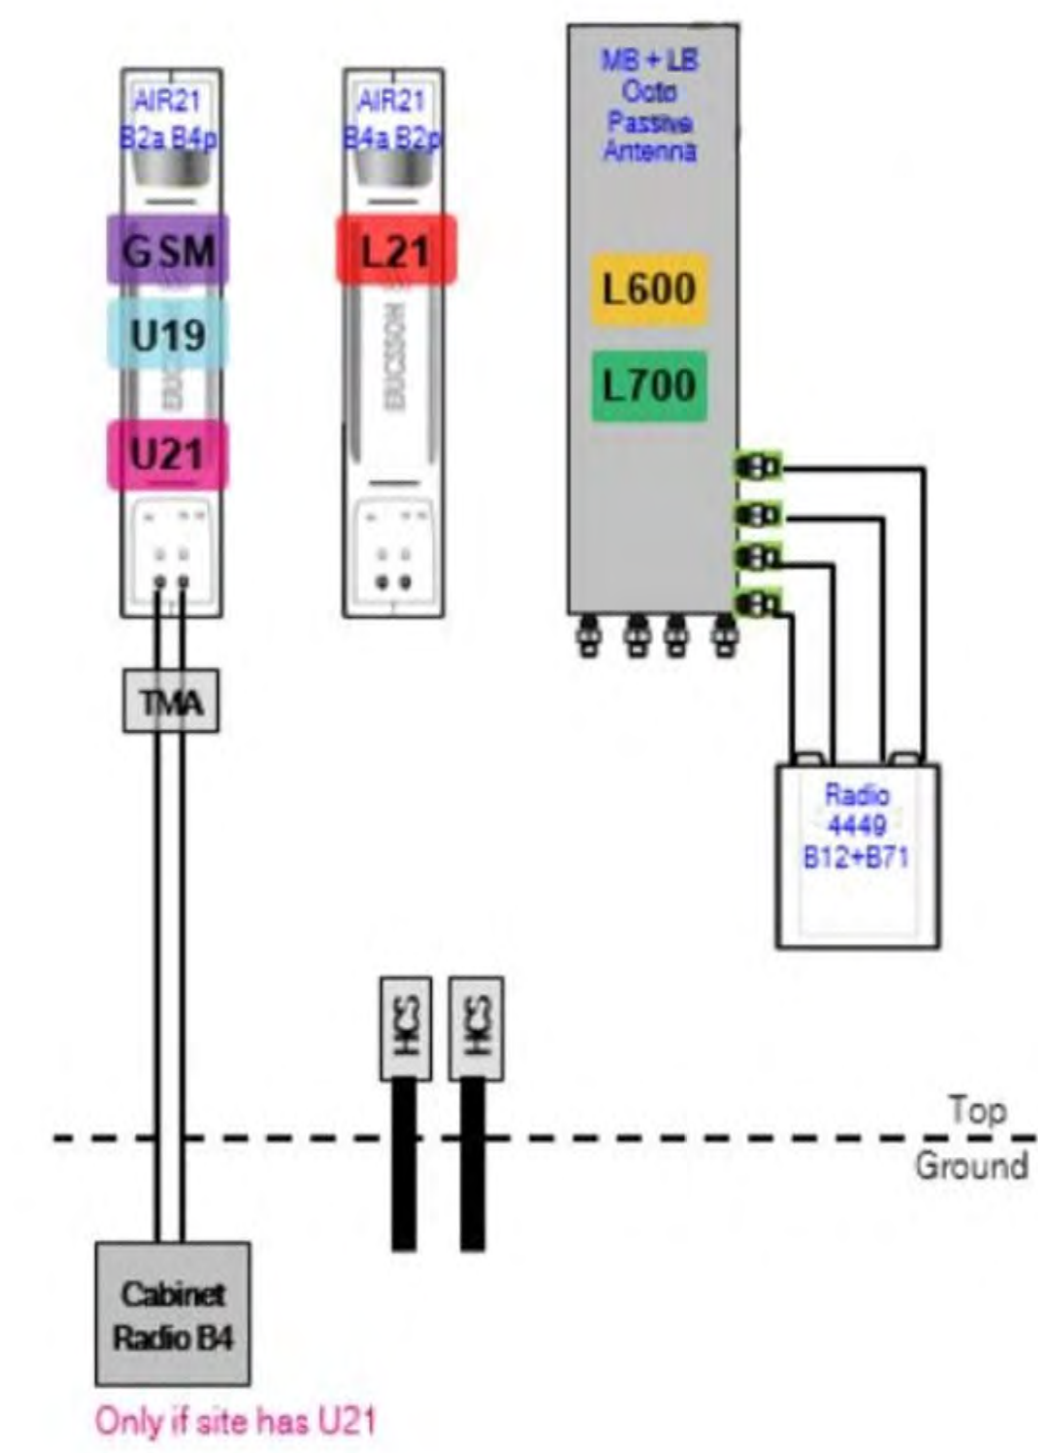 AIR21
B2a B4p
GSM
U19
U21
TMA
Cabinet
Radio B4
Only if site has U21
AIR21
B4a B2p
L21
ERICSSON
HCS
HCS
MB + LB
Octo
Passive
Antenna
L600
L700
Radio
4449
B12+B71
Top
Ground